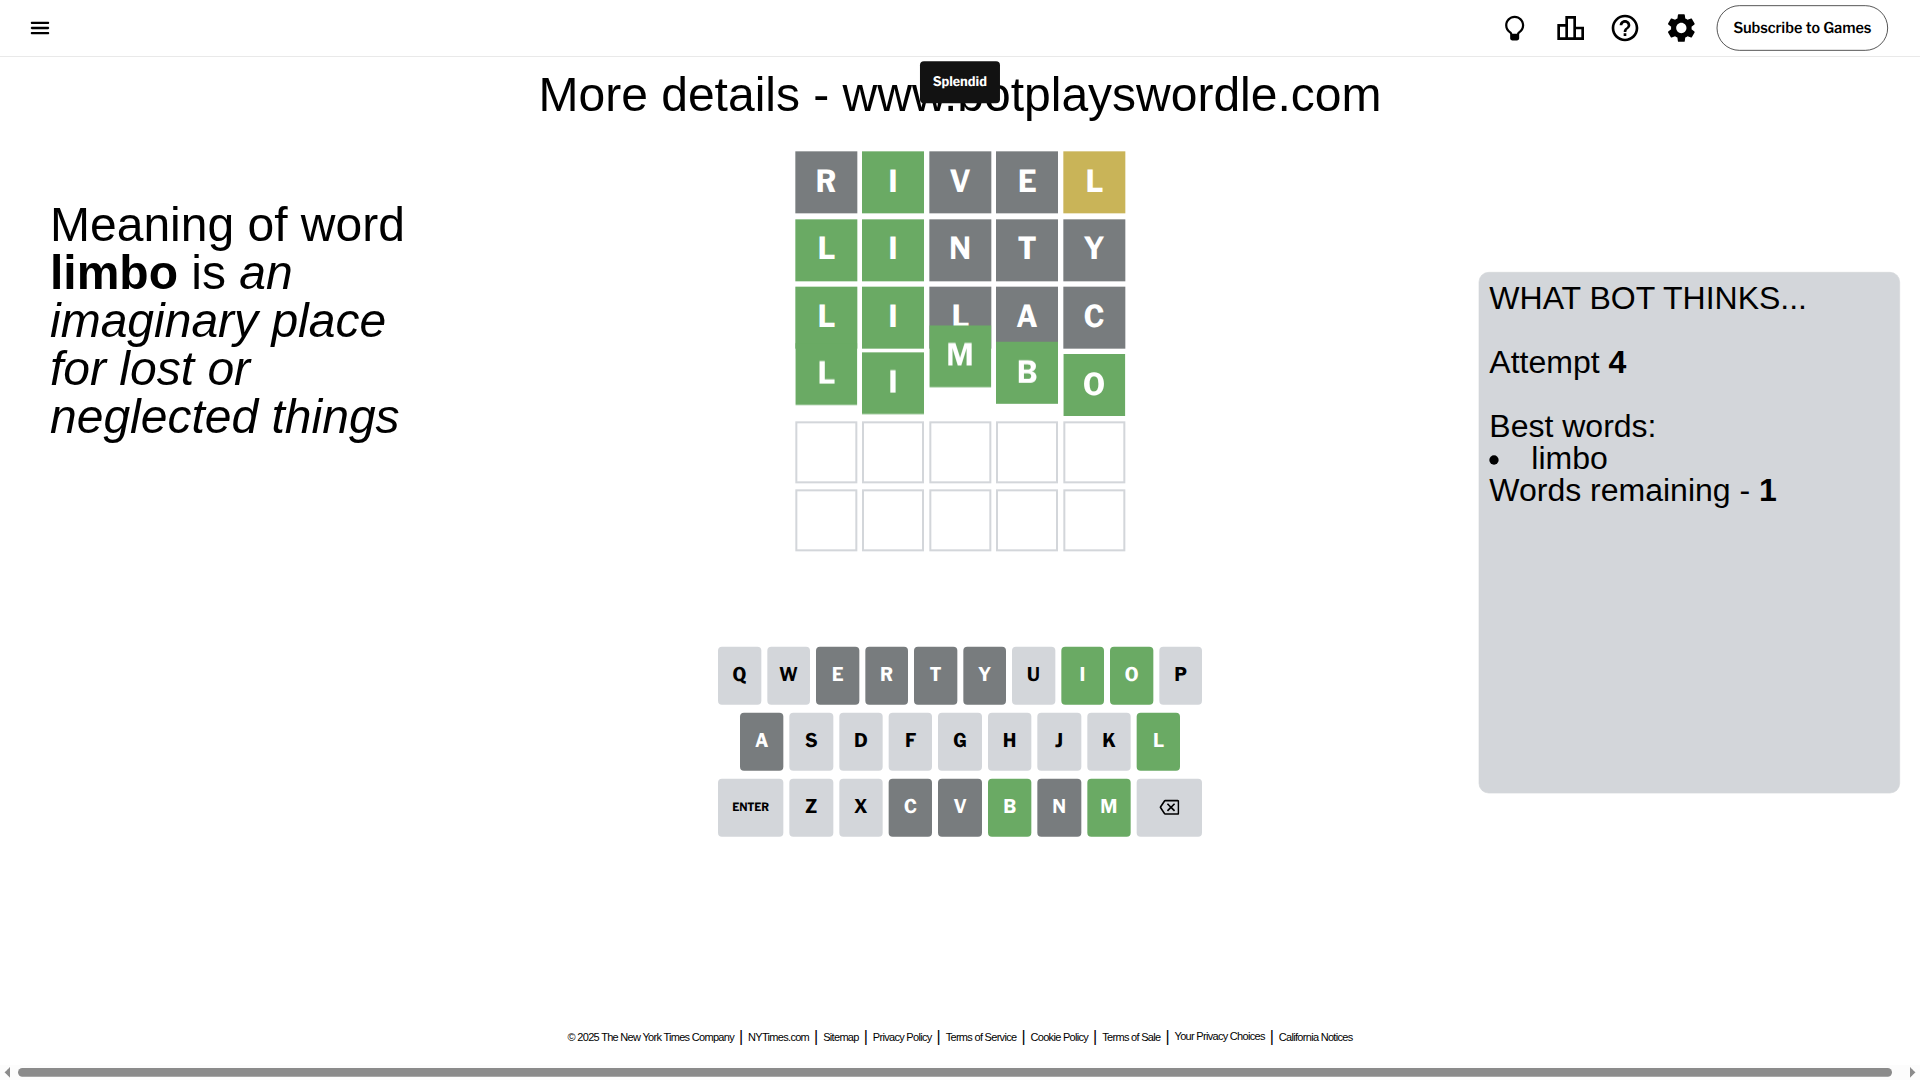 Subscribe to Games
Splendid
More details - www.botplayswordle.com
Meaning of word
limbo is an
imaginary place
for lost or
neglected things
R I V E L
L I N T Y
L I L A C
L I M B O
WHAT BOT THINKS...
Attempt 4
Best words:
• limbo
Words remaining - 1
Q W E R T Y U I O P
A S D F G H J K L
ENTER Z X C V B N M
© 2025 The New York Times Company | NYTimes.com | Sitemap | Privacy Policy | Terms of Service | Cookie Policy | Terms of Sale | Your Privacy Choices | California Notices